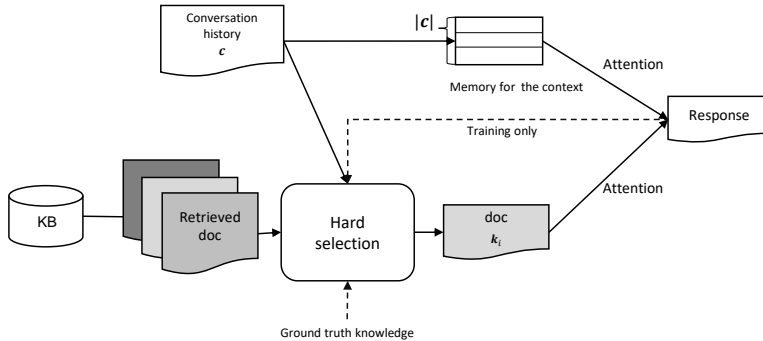 Conversation
history
c
|c|
Memory for the context
Attention
Response
Training only
KB
Retrieved
doc
Hard
selection
doc
k_i
Attention
Ground truth knowledge